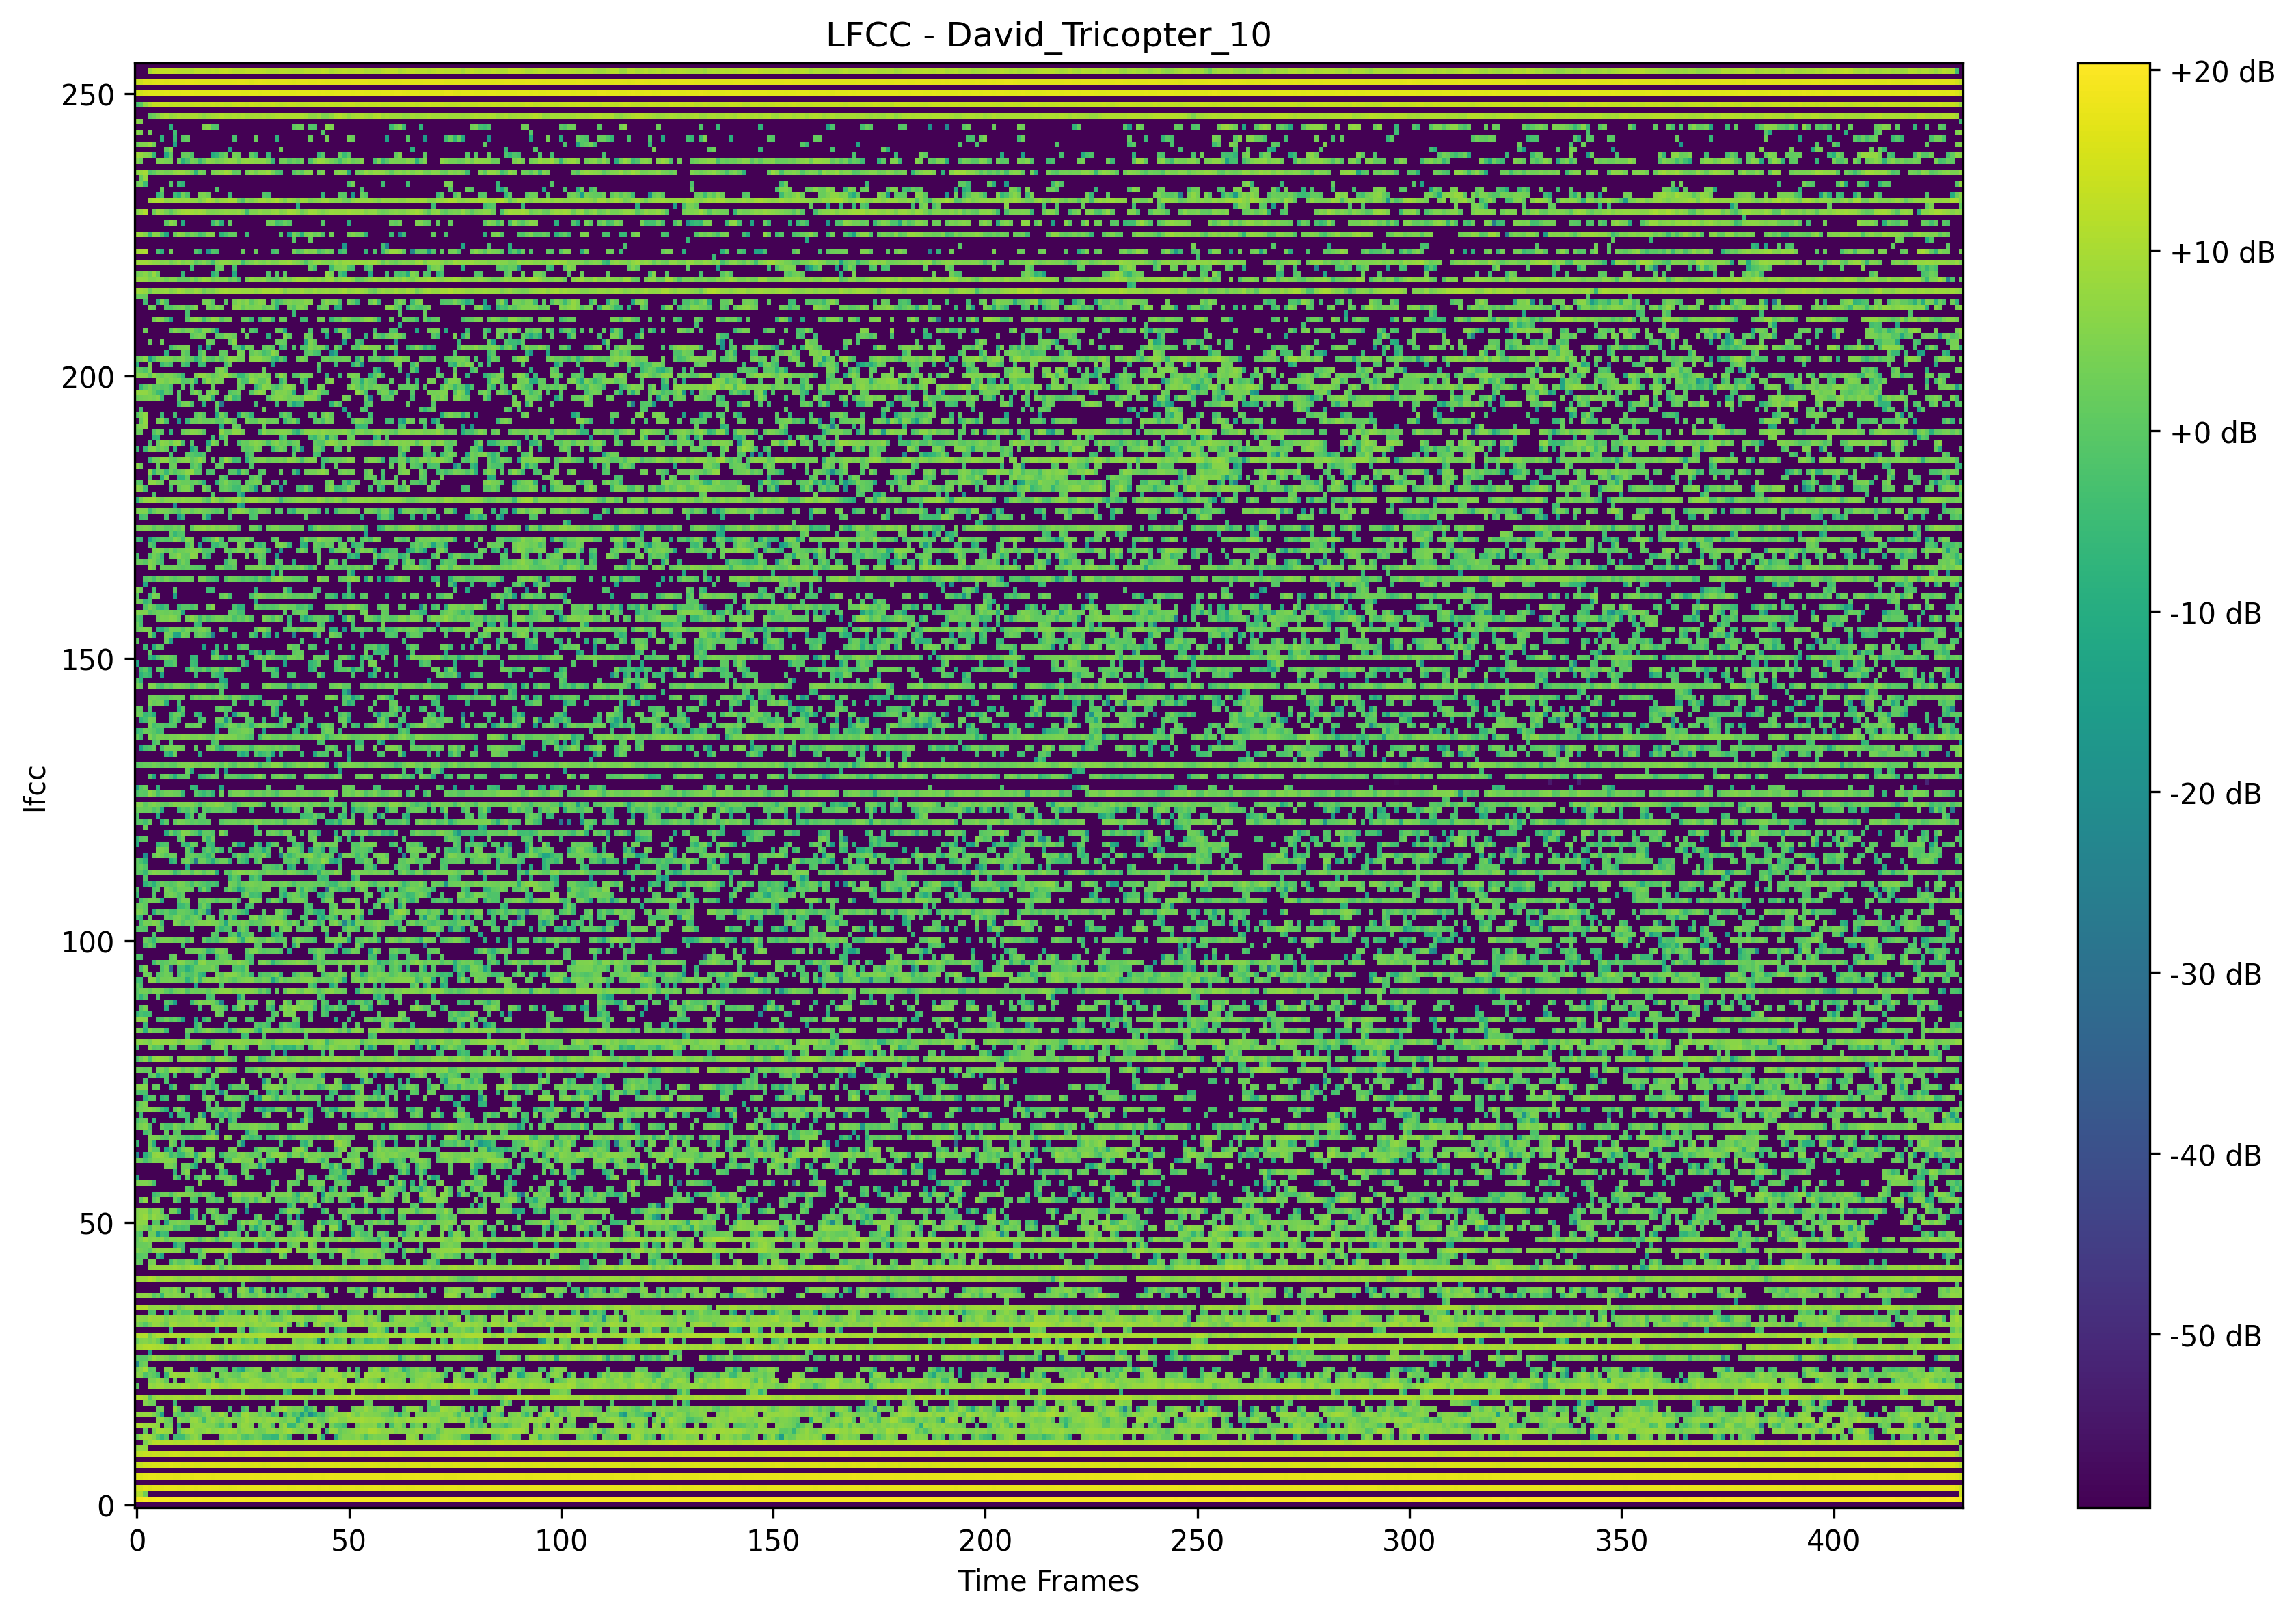 LFCC - David_Tricopter_10
250
200
150
100
50
0
lfcc
0 50 100 150 200 250 300 350 400
Time Frames
+20 dB
+10 dB
+0 dB
-10 dB
-20 dB
-30 dB
-40 dB
-50 dB